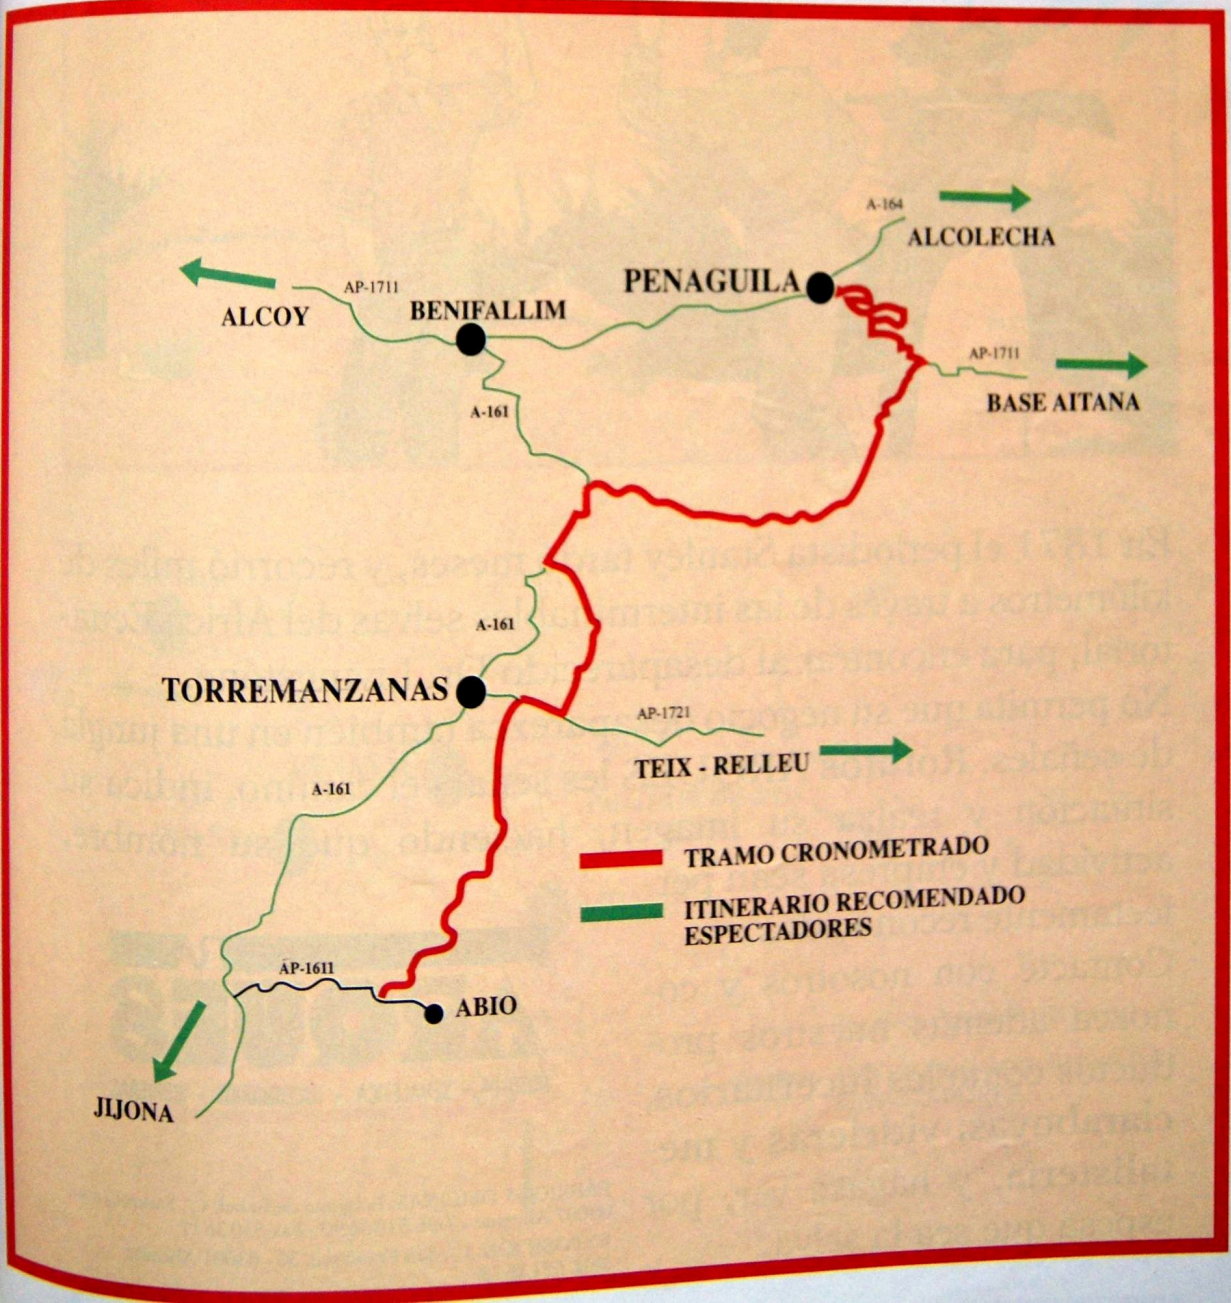 A-164
ALCOLECHA
PENAGUILA
AP-1711
ALCOY
BENIFALLIM
AP-1711
BASE AITANA
A-161
A-161
TORREMANZANAS
AP-1721
TEIX - RELLEU
A-161
TRAMO CRONOMETRADO
ITINERARIO RECOMENDADO
ESPECTADORES
AP-1611
ABIO
JIJONA